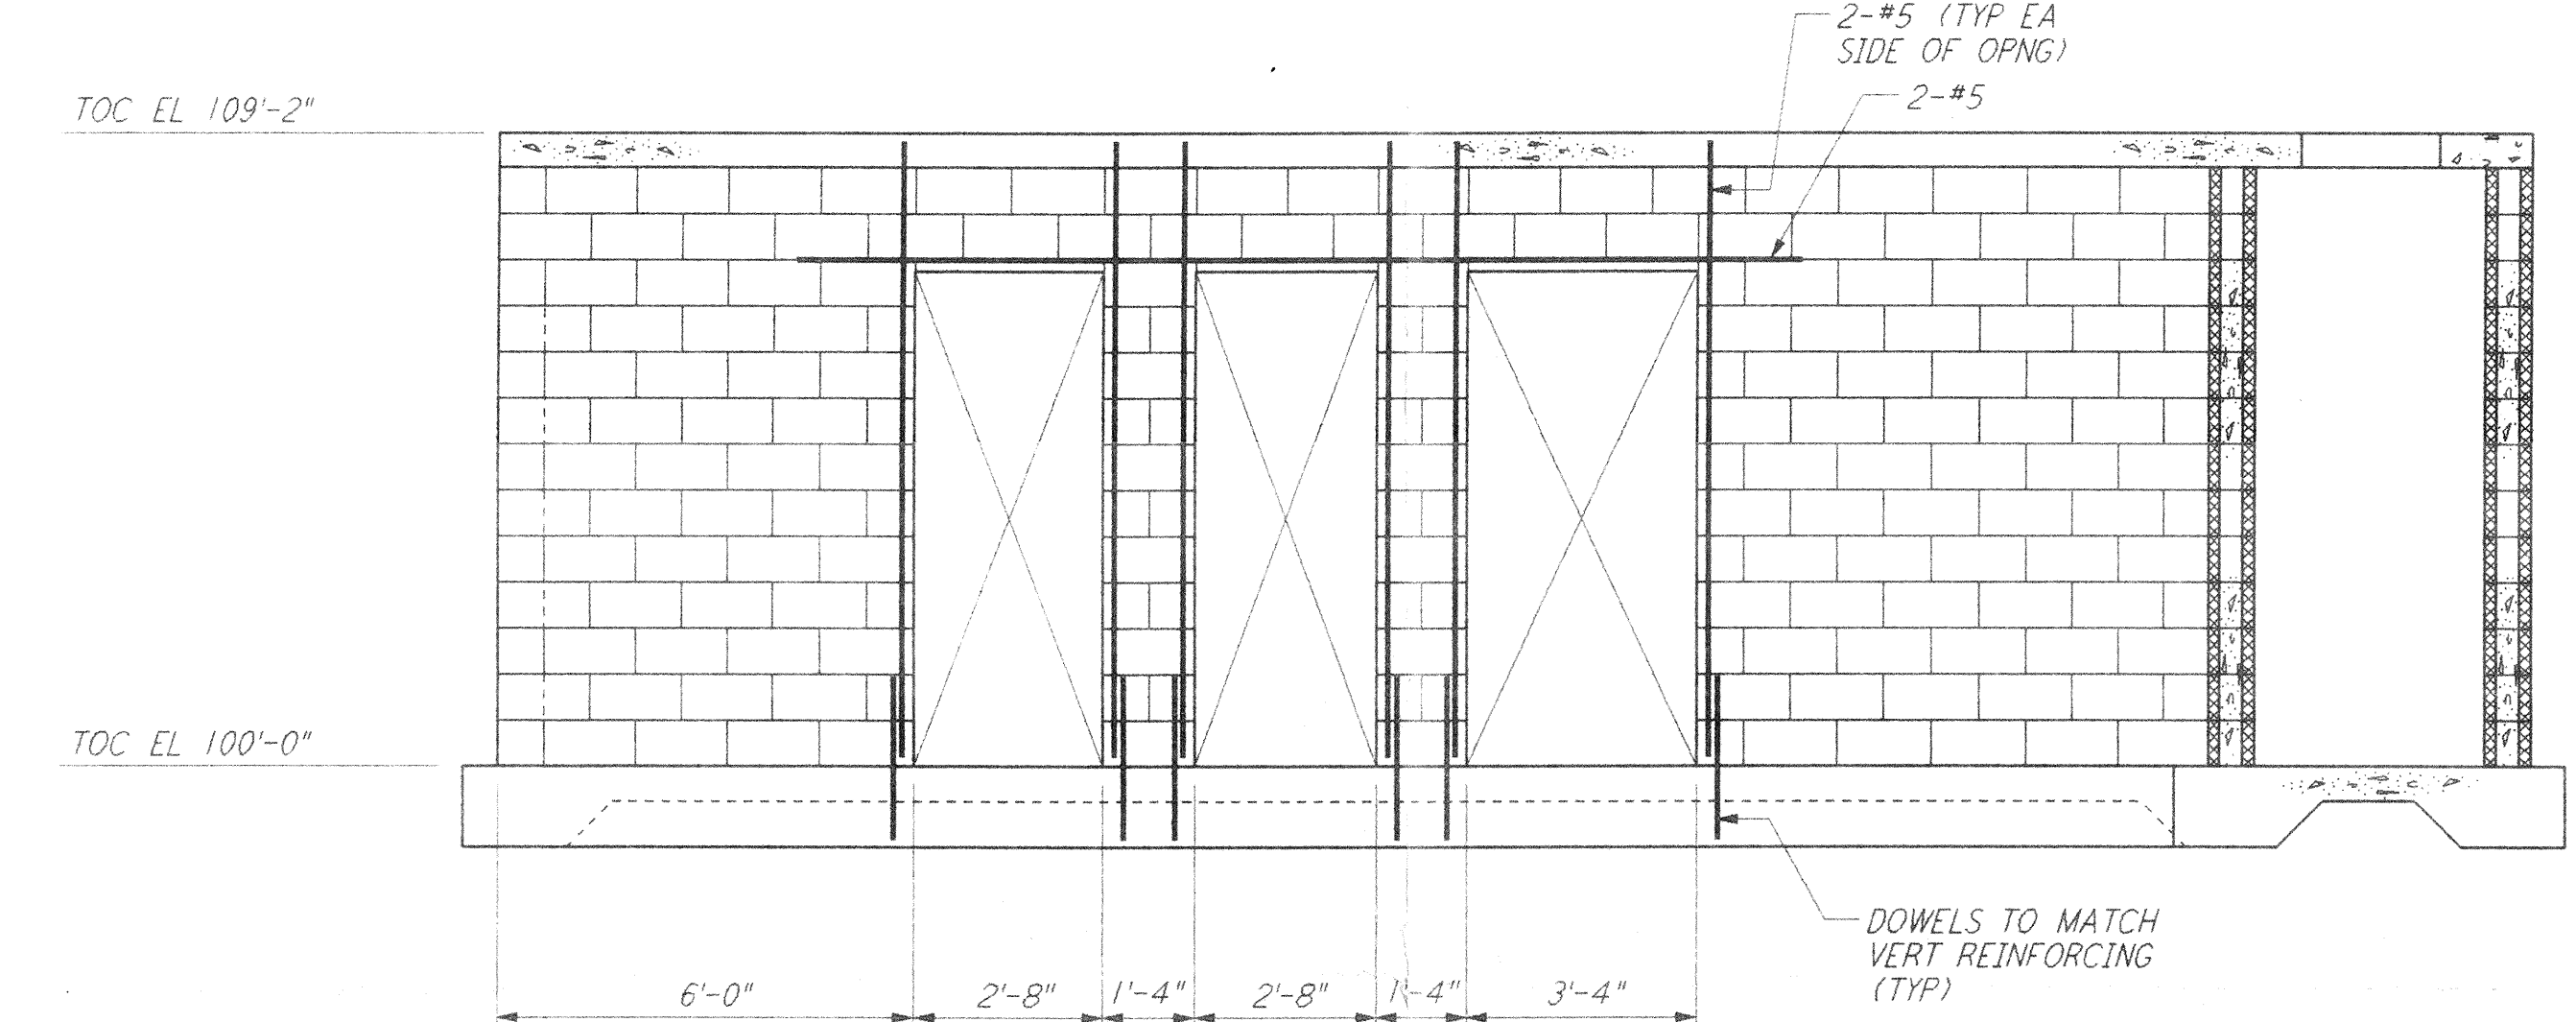 2-#5 (TYP EA
SIDE OF OPNG)
2-#5
TOC EL 109'-2"
TOC EL 100'-0"
DOWELS TO MATCH
VERT REINFORCING
(TYP)
6'-0" 2'-8" 1'-4" 2'-8" 1'-4" 3'-4"